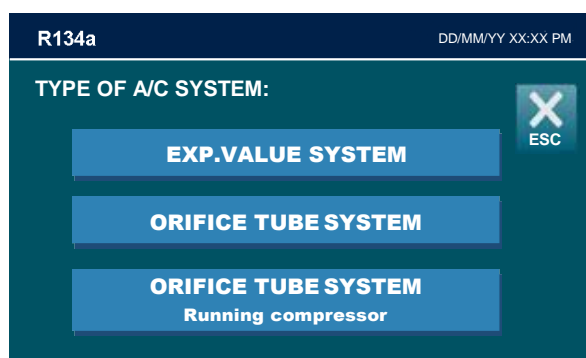 R134a DD/MM/YY XX:XX PM
TYPE OF A/C SYSTEM:
ESC
EXP.VALUE SYSTEM
ORIFICE TUBE SYSTEM
ORIFICE TUBE SYSTEM
Running compressor